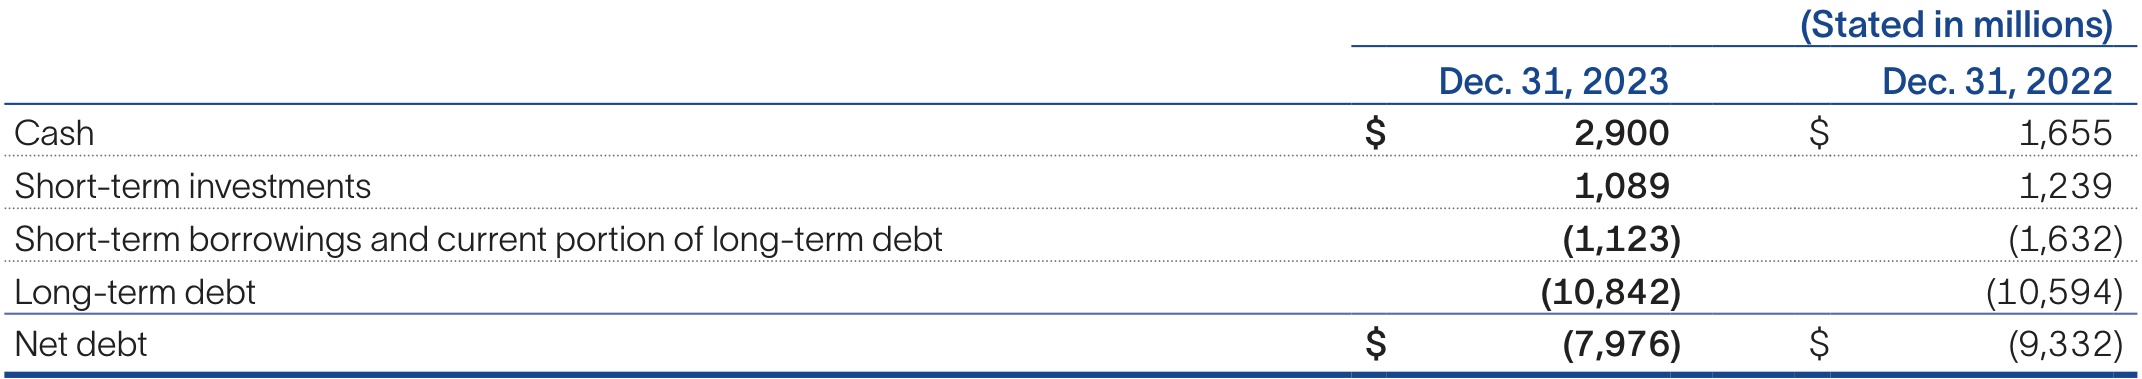 (Stated in millions)
Dec. 31, 2023 Dec. 31, 2022
Cash $ 2,900 $ 1,655
Short-term investments 1,089 1,239
Short-term borrowings and current portion of long-term debt (1,123) (1,632)
Long-term debt (10,842) (10,594)
Net debt $ (7,976) $ (9,332)